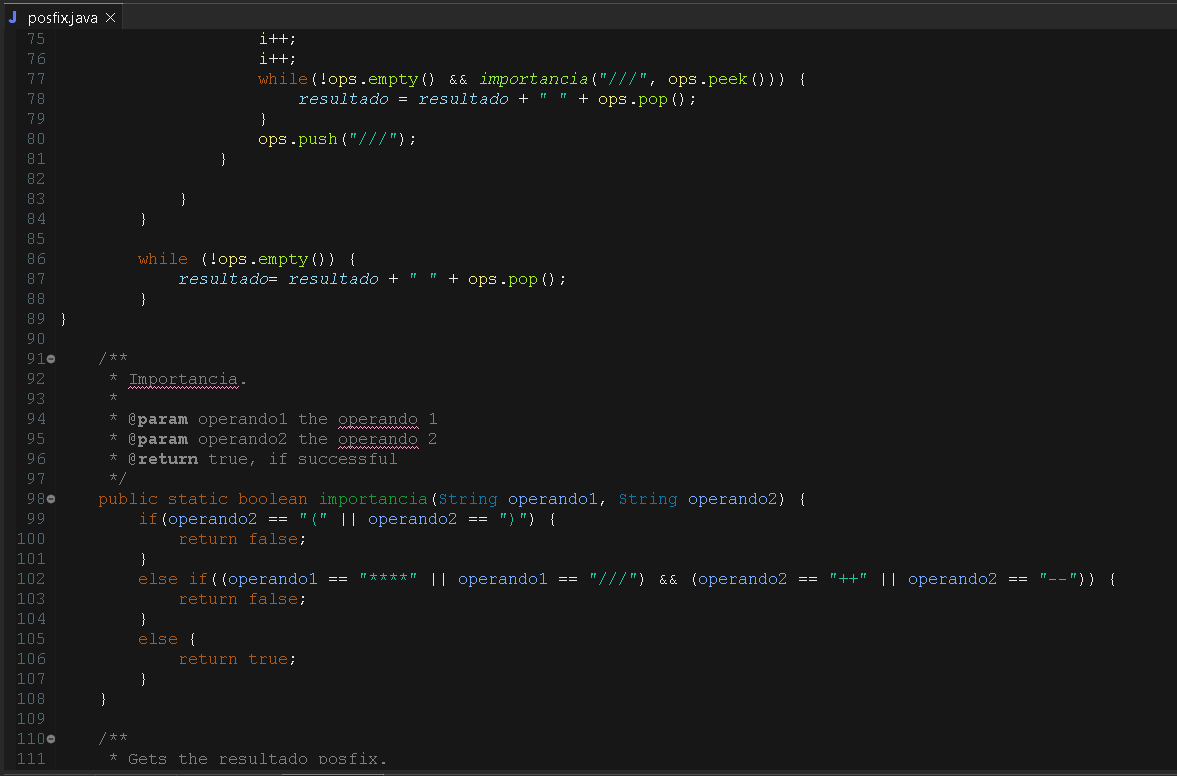 posfix.java
75 i++;
76 i++;
77 while(!ops.empty() && importancia("///", ops.peek())) {
78 resultado = resultado + " " + ops.pop();
79 }
80 ops.push("///");
81 }
82
83 }
84 }
85
86 while (!ops.empty()) {
87 resultado= resultado + " " + ops.pop();
88 }
89 }
90
91 /**
92 * Importancia.
93 *
94 * @param operando1 the operando 1
95 * @param operando2 the operando 2
96 * @return true, if successful
97 */
98 public static boolean importancia(String operando1, String operando2) {
99 if(operando2 == "(" || operando2 == ")") {
100 return false;
101 }
102 else if((operando1 == "****" || operando1 == "///") && (operando2 == "++" || operando2 == "--")) {
103 return false;
104 }
105 else {
106 return true;
107 }
108 }
109
110 /**
111 * Gets the resultado posfix.